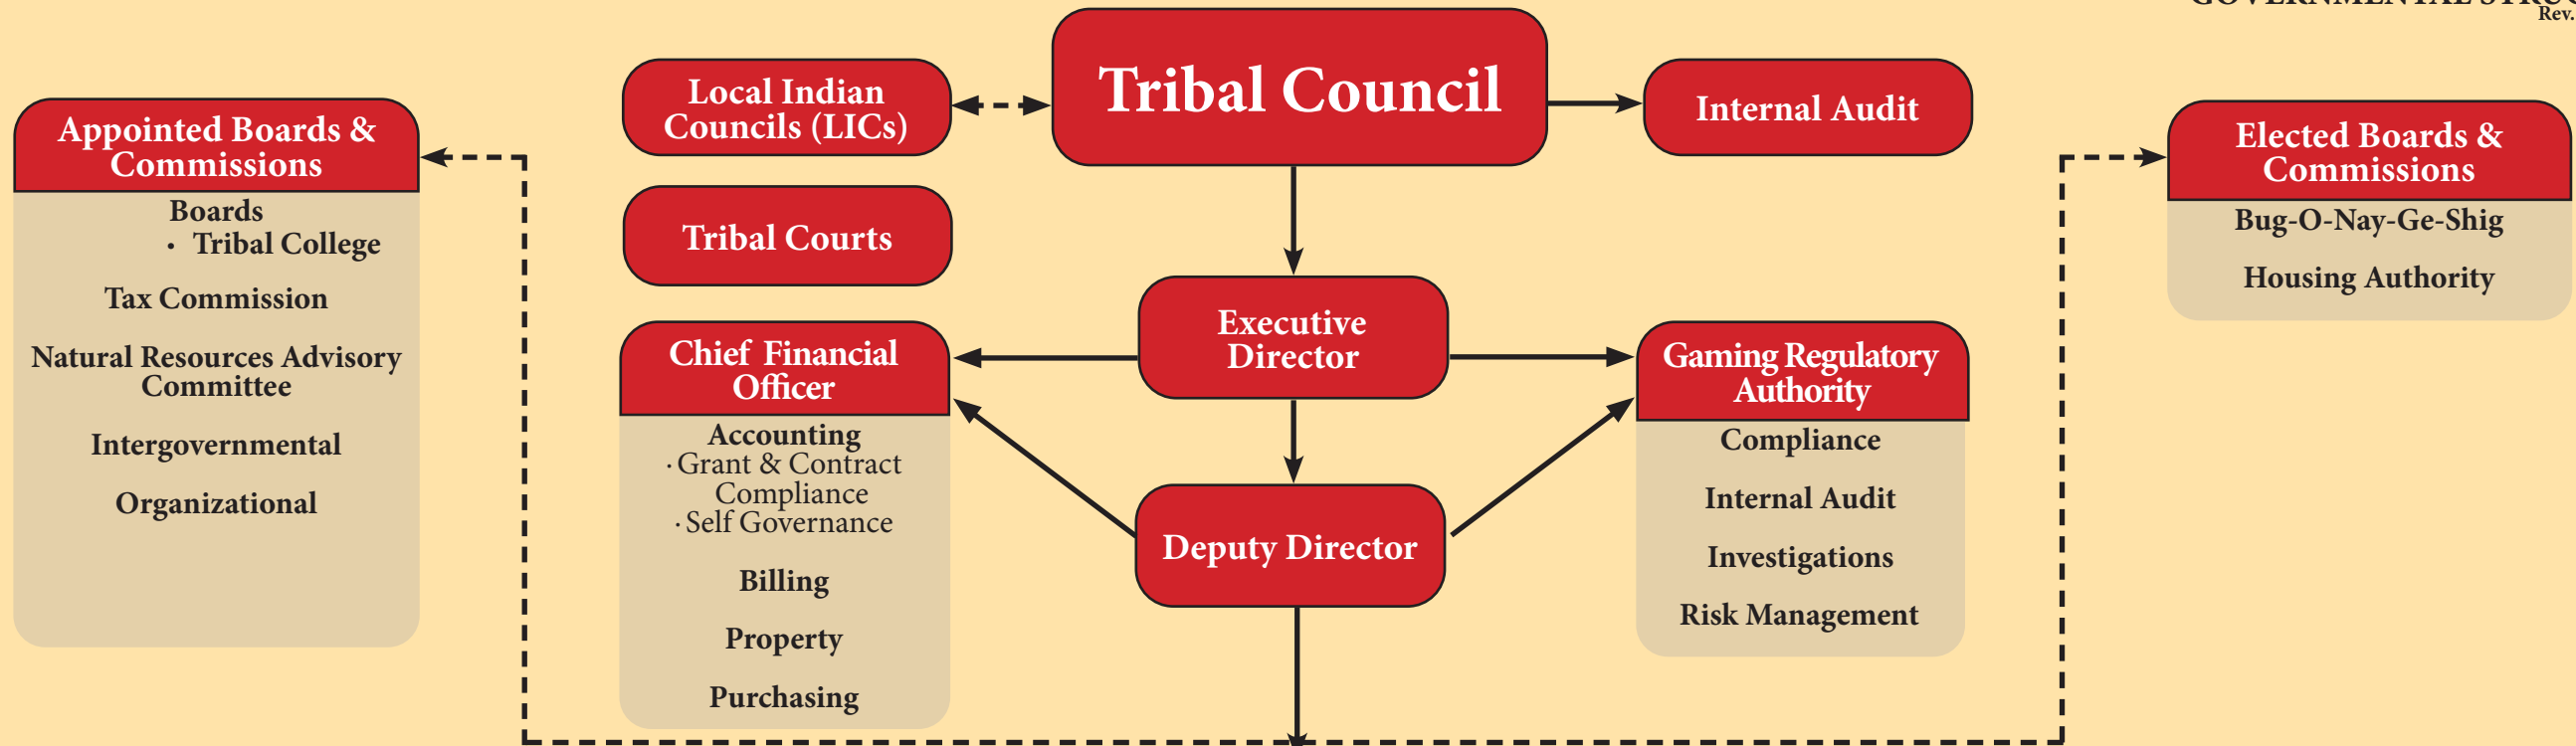 Rev.
Tribal Council
Local Indian
Councils (LICs)
Internal Audit
Appointed Boards &
Commissions
Boards
· Tribal College
Tax Commission
Natural Resources Advisory
Committee
Intergovernmental
Organizational
Tribal Courts
Elected Boards &
Commissions
Bug-O-Nay-Ge-Shig
Housing Authority
Executive
Director
Chief Financial
Officer
Accounting
·Grant & Contract
Compliance
·Self Governance
Billing
Property
Purchasing
Gaming Regulatory
Authority
Compliance
Internal Audit
Investigations
Risk Management
Deputy Director